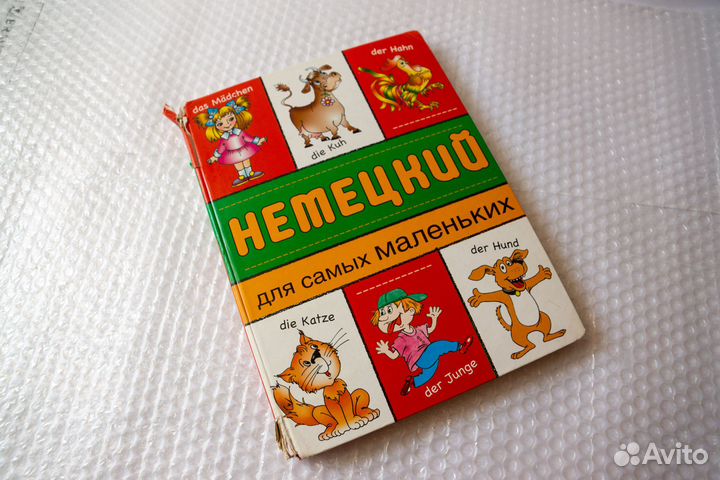 das Mädchen
die Kuh
der Hahn
НЕМЕЦКИЙ
для самых маленьких
die Katze
der Junge
der Hund
Avito